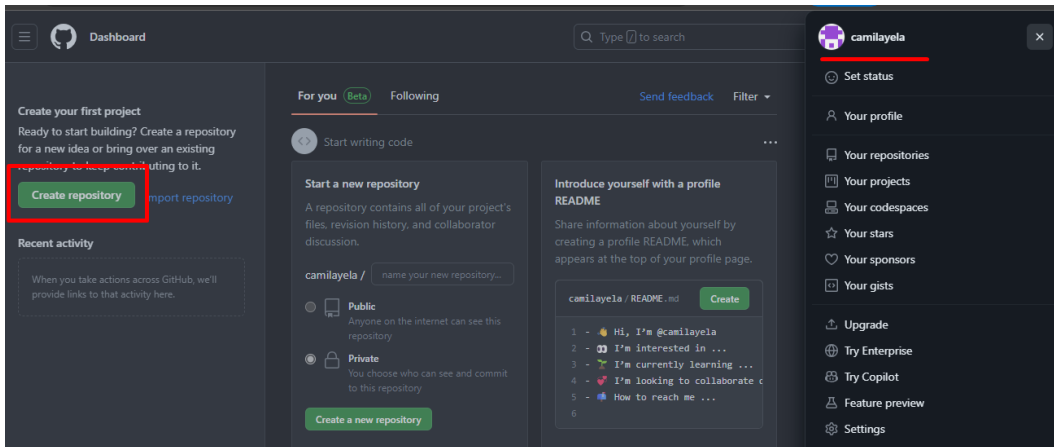 Dashboard
Type / to search
Create your first project
Ready to start building? Create a repository
for a new idea or bring over an existing
repository to keep contributing to it.
Create repository
Import repository
Recent activity
When you take actions across GitHub, we'll
provide links to that activity here.
For you Beta Following Send feedback Filter
Start writing code
Start a new repository
A repository contains all of your project's
files, revision history, and collaborator
discussion.
camilayela / name your new repository...
Public
Anyone on the internet can see this
repository
Private
You choose who can see and commit
to this repository
Create a new repository
Introduce yourself with a profile
README
Share information about yourself by
creating a profile README, which
appears at the top of your profile page.
camilayela / README.md Create
1 - 👋 Hi, I'm @camilayela
2 - 👀 I'm interested in ...
3 - 🌱 I'm currently learning ...
4 - 💞️ I'm looking to collaborate
5 - 📫 How to reach me ...
6
camilayela
Set status
Your profile
Your repositories
Your projects
Your codespaces
Your stars
Your sponsors
Your gists
Upgrade
Try Enterprise
Try Copilot
Feature preview
Settings